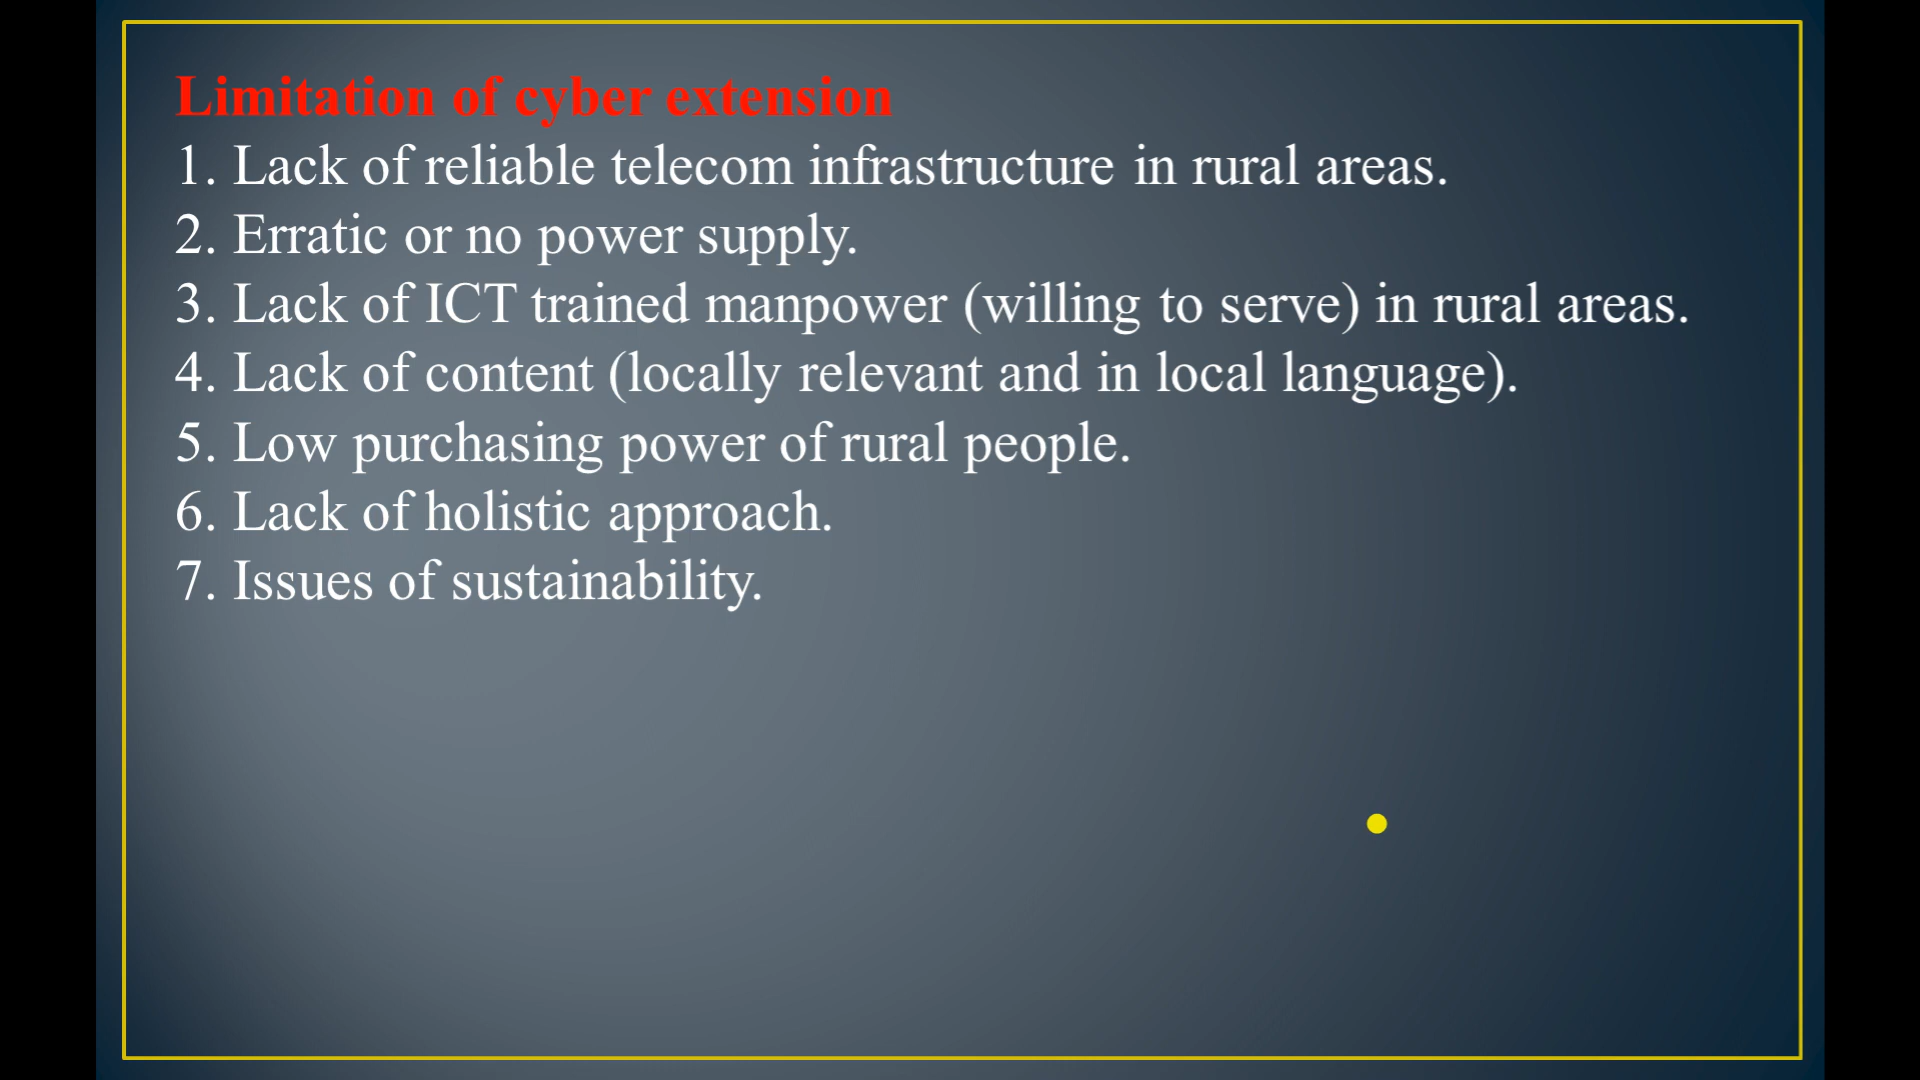 Limitation of cyber extension
1. Lack of reliable telecom infrastructure in rural areas.
2. Erratic or no power supply.
3. Lack of ICT trained manpower (willing to serve) in rural areas.
4. Lack of content (locally relevant and in local language).
5. Low purchasing power of rural people.
6. Lack of holistic approach.
7. Issues of sustainability.